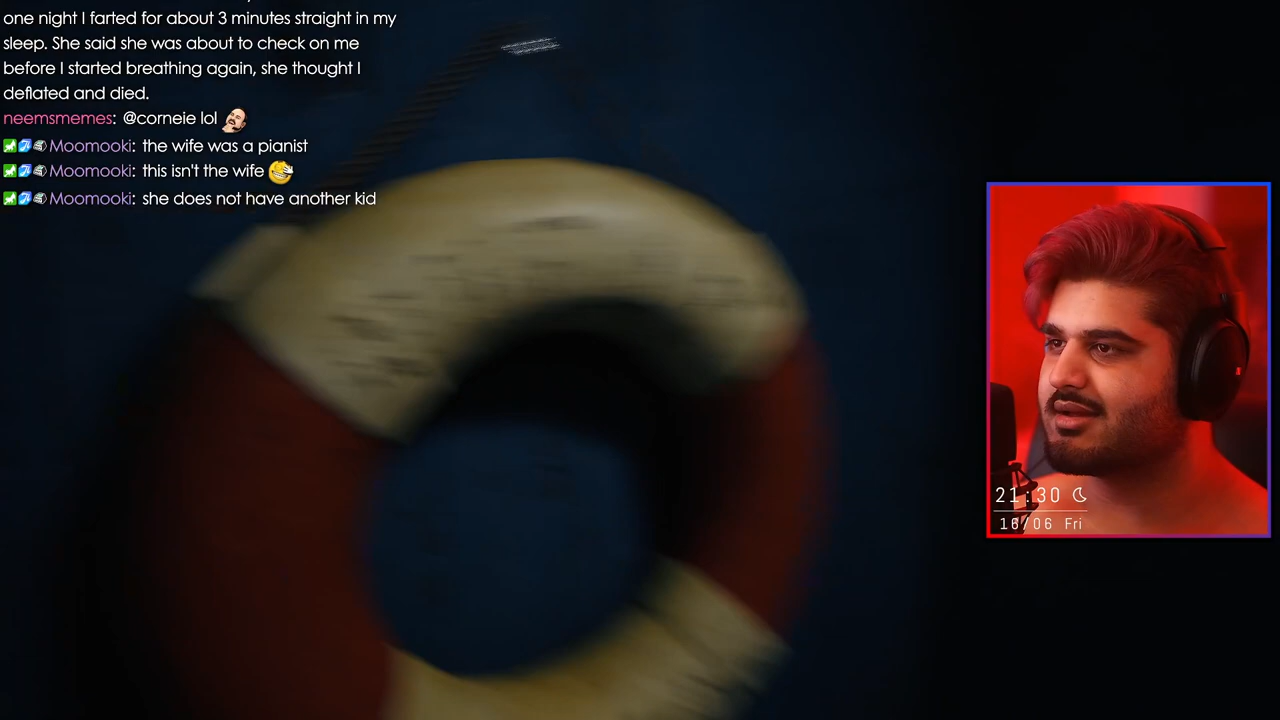 one night I farted for about 3 minutes straight in my
sleep. She said she was about to check on me
before I started breathing again, she thought I
deflated and died.
neemsmemes: @corneie lol
Moomooki: the wife was a pianist
Moomooki: this isn't the wife
Moomooki: she does not have another kid
21:30
16/06 Fri